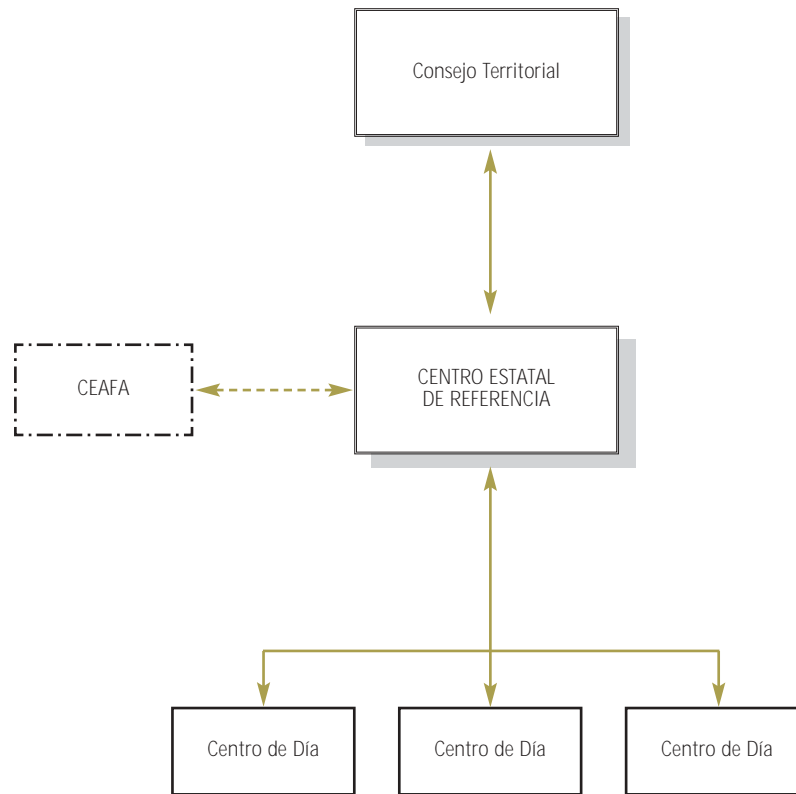 Consejo Territorial
CEAFA
CENTRO ESTATAL
DE REFERENCIA
Centro de Día
Centro de Día
Centro de Día